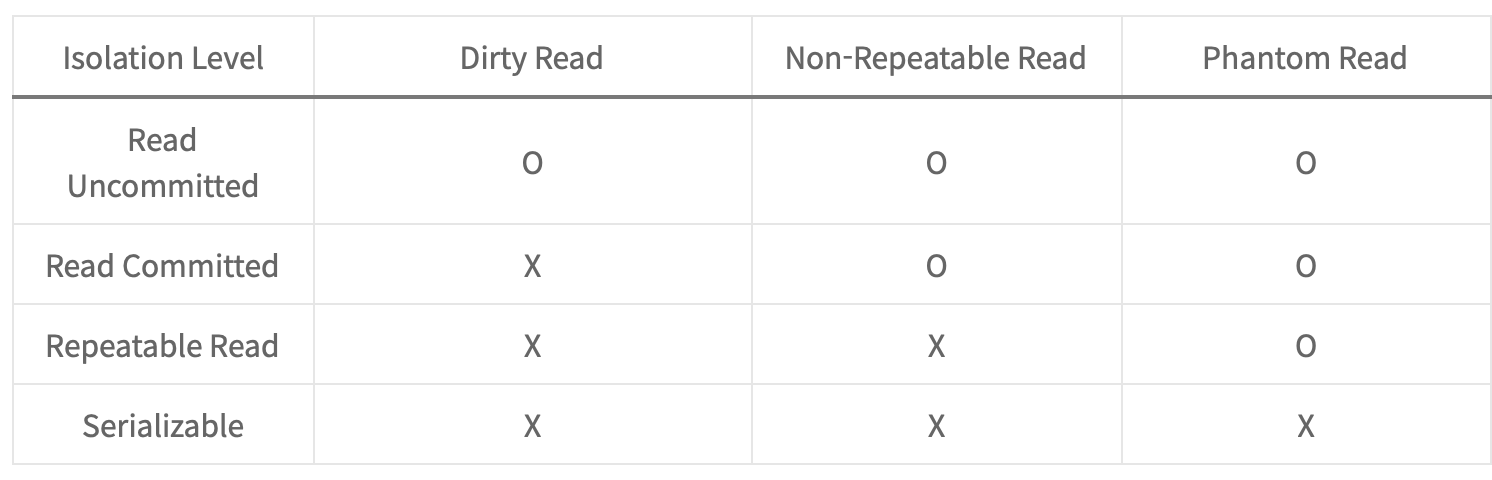 Isolation Level Dirty Read Non-Repeatable Read Phantom Read
Read
Uncommitted O O O
Read Committed X O O
Repeatable Read X X O
Serializable X X X